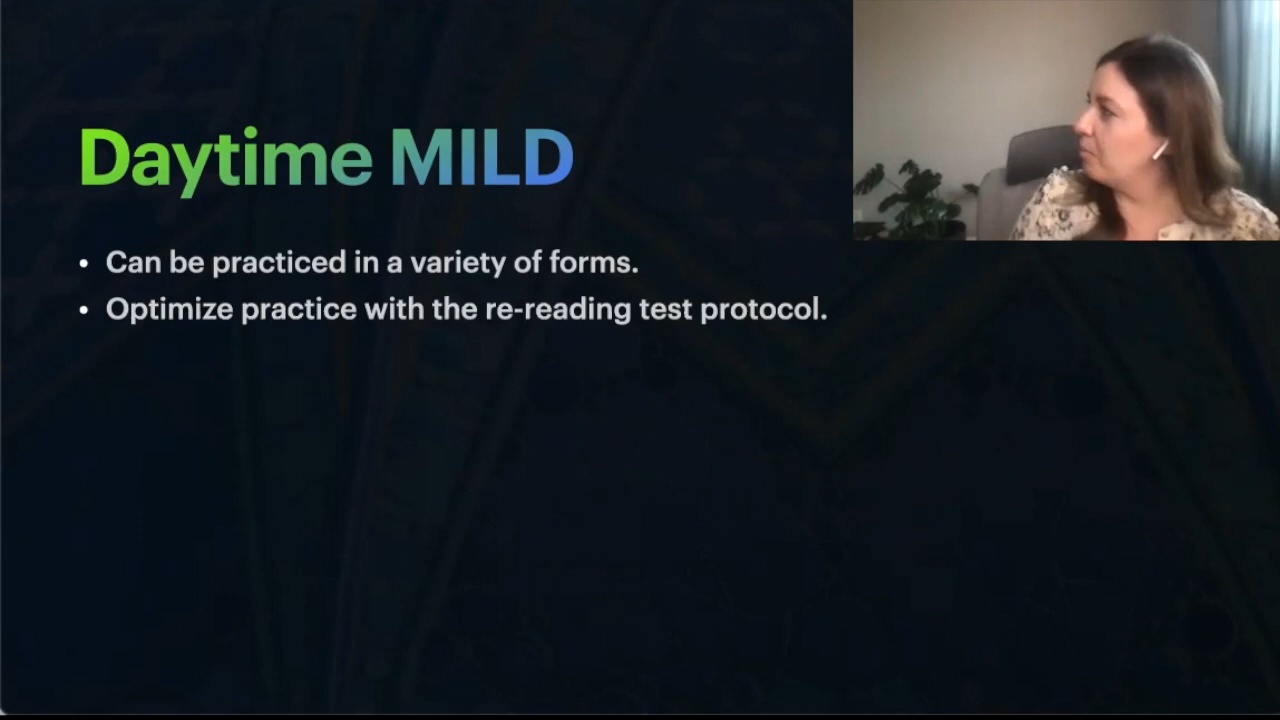 Daytime MILD
• Can be practiced in a variety of forms.
• Optimize practice with the re-reading test protocol.